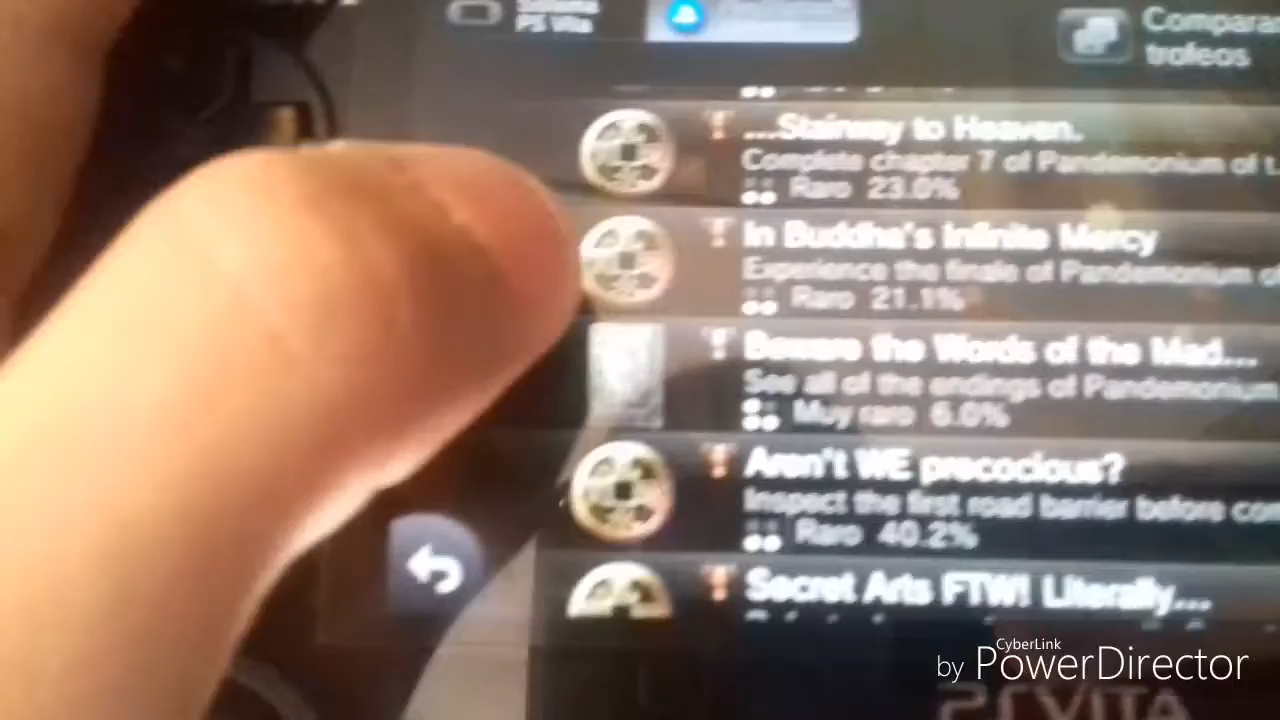 Sistema
PS Vita
Comparar
trofeos
...Stairway to Heaven.
Complete chapter 7 of Pandemonium of t...
Raro 23.0%
In Buddha's Infinite Mercy
Experience the finale of Pandemonium of
Raro 21.1%
Beware the Words of the Mad...
See all of the endings of Pandemonium
Muy raro 6.0%
Aren't WE precocious?
Inspect the first road barrier before com
Raro 40.2%
Secret Arts FTW! Literally...
CyberLink
by PowerDirector
PSVITA